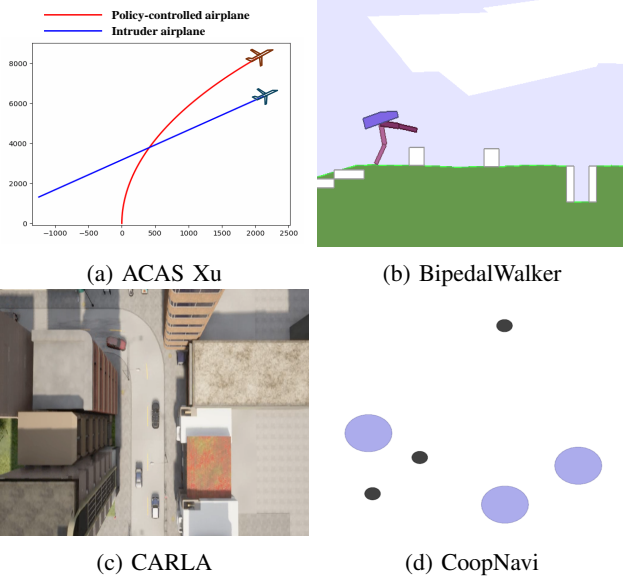 Policy-controlled airplane
Intruder airplane
8000
6000
4000
2000
0
−1000 −500 0 500 1000 1500 2000 2500
(a) ACAS Xu
(b) BipedalWalker
(c) CARLA
(d) CoopNavi